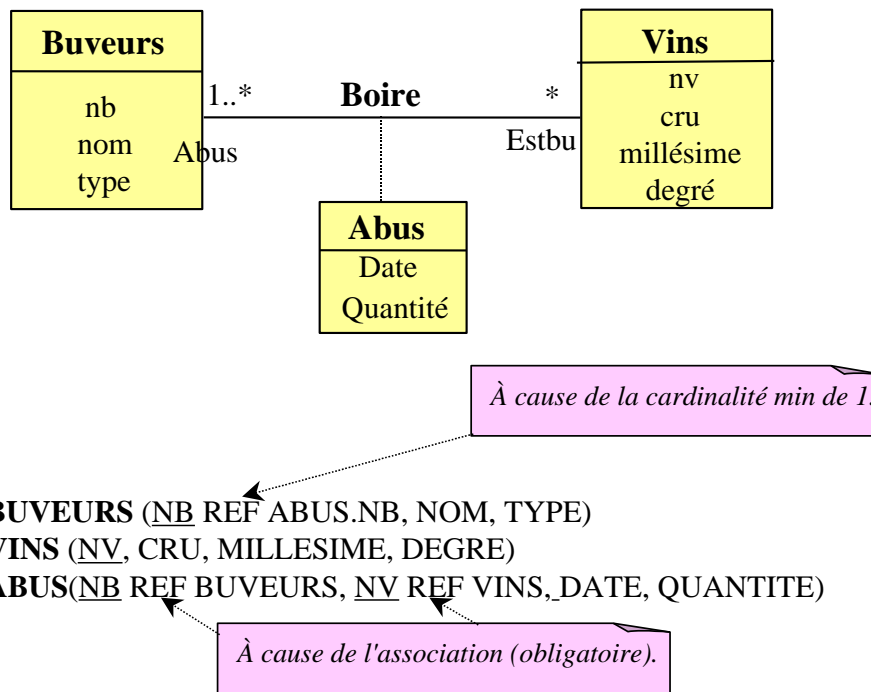 Buveurs
nb
nom
type
1..*
Abus
Boire
*
Estbu
Vins
nv
cru
millésime
degré
Abus
Date
Quantité
À cause de la cardinalité min de 1.
BUVEURS (NB REF ABUS.NB, NOM, TYPE)
VINS (NV, CRU, MILLESIME, DEGRE)
ABUS(NB REF BUVEURS, NV REF VINS, DATE, QUANTITE)
À cause de l'association (obligatoire).